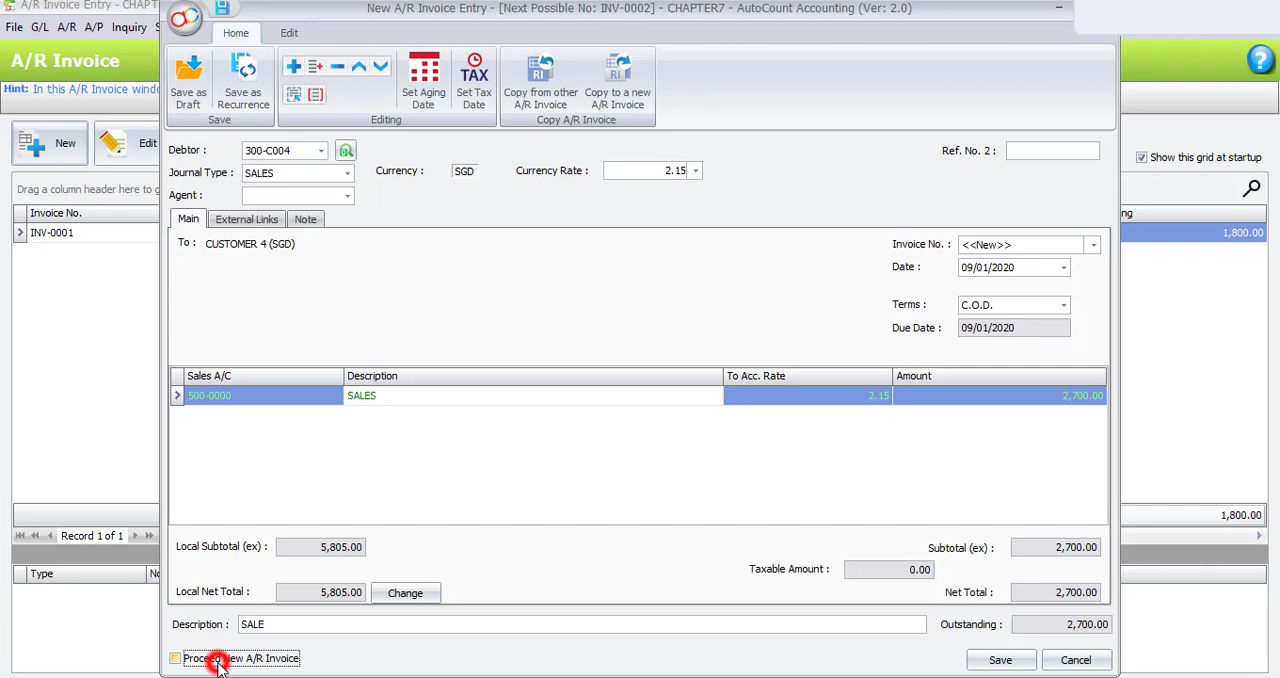 A/R Invoice Entry - CHAPT
New A/R Invoice Entry - [Next Possible No: INV-0002] - CHAPTER7 - AutoCount Accounting (Ver: 2.0)
File G/L A/R A/P Inquiry S
Home Edit
A/R Invoice
Hint: In this A/R Invoice windo
Save as Draft
Save as Recurrence
Set Aging Date
TAX
Set Tax Date
RI
Copy from other A/R Invoice
RI
Copy to a new A/R Invoice
Save
Editing
Copy A/R Invoice
New
Edit
Show this grid at startup
Debtor : 300-C004
Journal Type : SALES
Currency : SGD
Currency Rate : 2.15
Ref. No. 2 :
Agent :
Drag a column header here to g
Invoice No.
INV-0001
ng
1,800.00
Main
External Links
Note
To : CUSTOMER 4 (SGD)
Invoice No. : <<New>>
Date : 09/01/2020
Terms : C.O.D.
Due Date : 09/01/2020
Sales A/C Description To Acc. Rate Amount
500-0000 SALES 2.15 2,700.00
1,800.00
Record 1 of 1
Local Subtotal (ex) : 5,805.00
Subtotal (ex) : 2,700.00
Taxable Amount : 0.00
Type
No
Local Net Total : 5,805.00
Change
Net Total : 2,700.00
Description : SALE
Outstanding : 2,700.00
Proceed New A/R Invoice
Save
Cancel